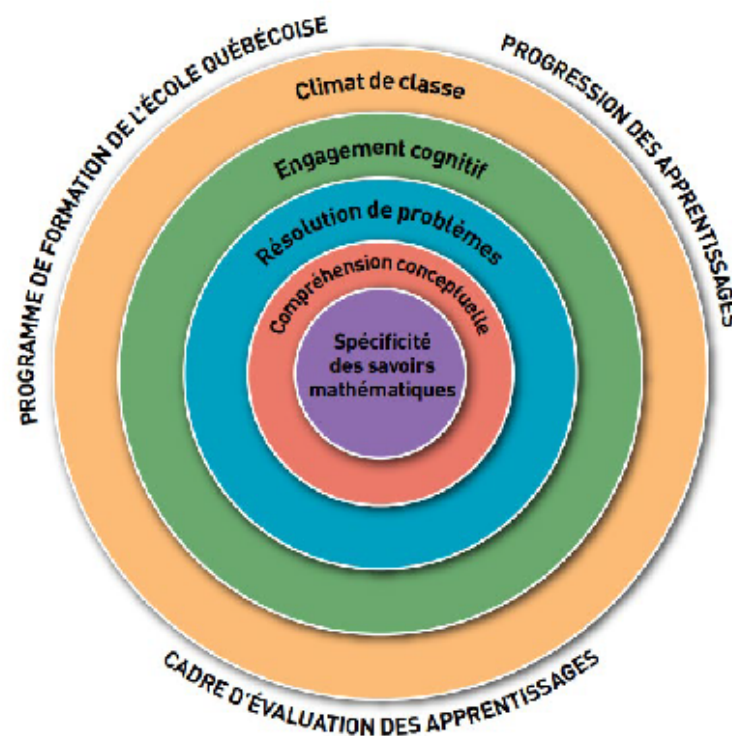 PROGRAMME DE FORMATION DE L'ÉCOLE QUÉBÉCOISE
PROGRESSION DES APPRENTISSAGES
Climat de classe
Engagement cognitif
Résolution de problèmes
Compréhension conceptuelle
Spécificité
des savoirs
mathématiques
CADRE D'ÉVALUATION DES APPRENTISSAGES